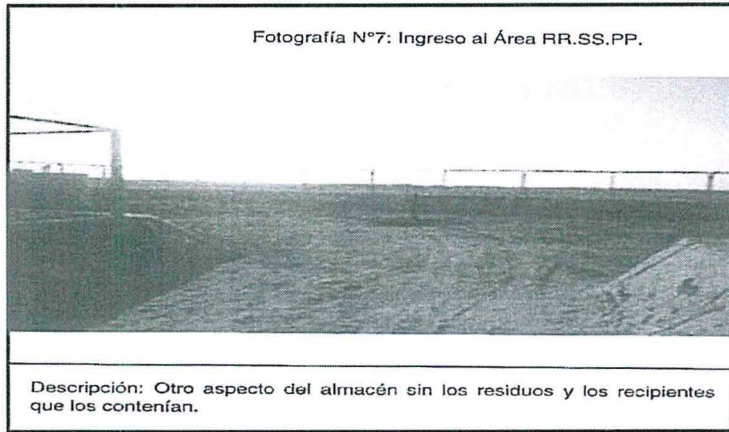 Fotografía N°7: Ingreso al Área RR.SS.PP.
Descripción: Otro aspecto del almacén sin los residuos y los recipientes
que los contenían.